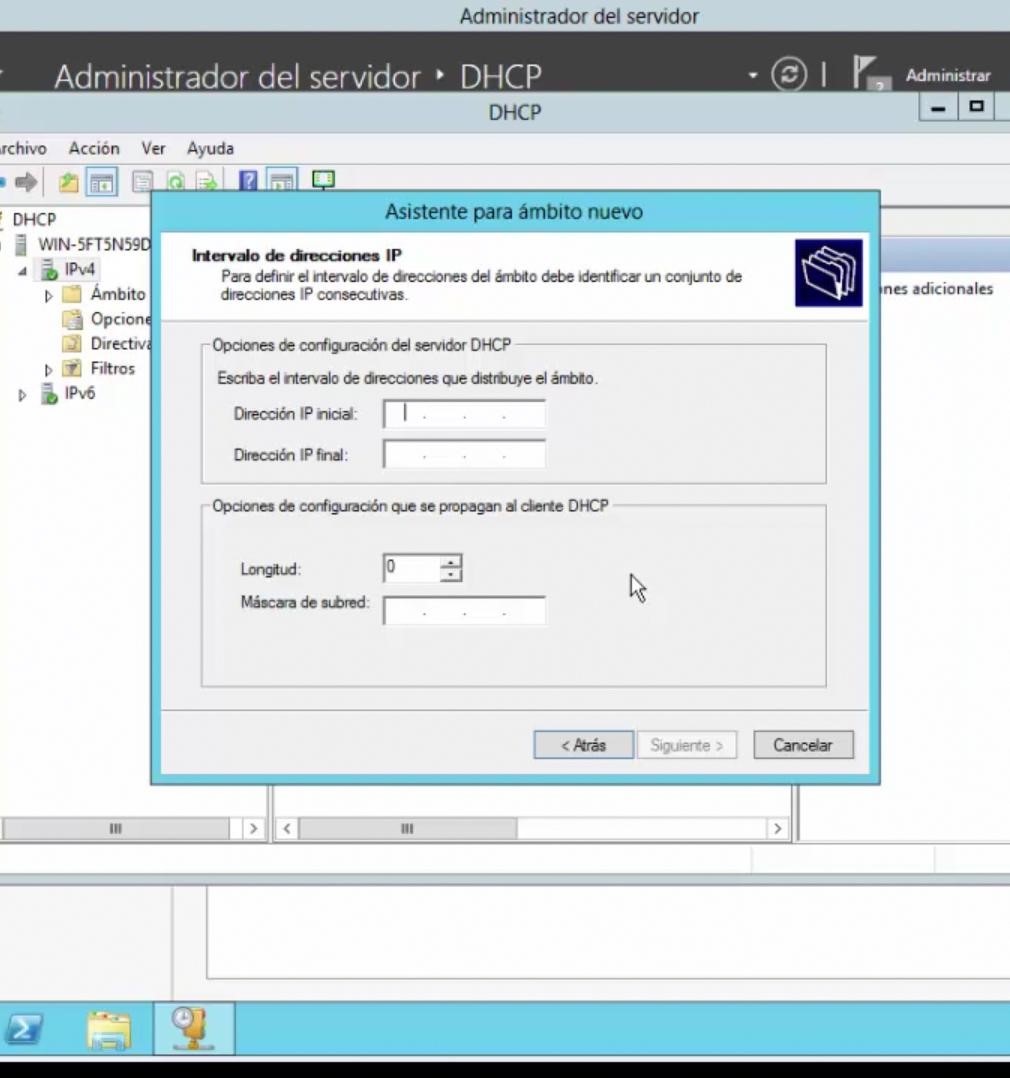 Administrador del servidor
Administrador del servidor • DHCP
Administrar
DHCP
Archivo Acción Ver Ayuda
DHCP
WIN-5FT5N59D
IPv4
Ámbito
Opcione
Directiva
Filtros
IPv6
nes adicionales
Asistente para ámbito nuevo
Intervalo de direcciones IP
Para definir el intervalo de direcciones del ámbito debe identificar un conjunto de
direcciones IP consecutivas.
Opciones de configuración del servidor DHCP
Escriba el intervalo de direcciones que distribuye el ámbito.
Dirección IP inicial:
Dirección IP final:
Opciones de configuración que se propagan al cliente DHCP
Longitud: 0
Máscara de subred:
< Atrás Siguiente > Cancelar